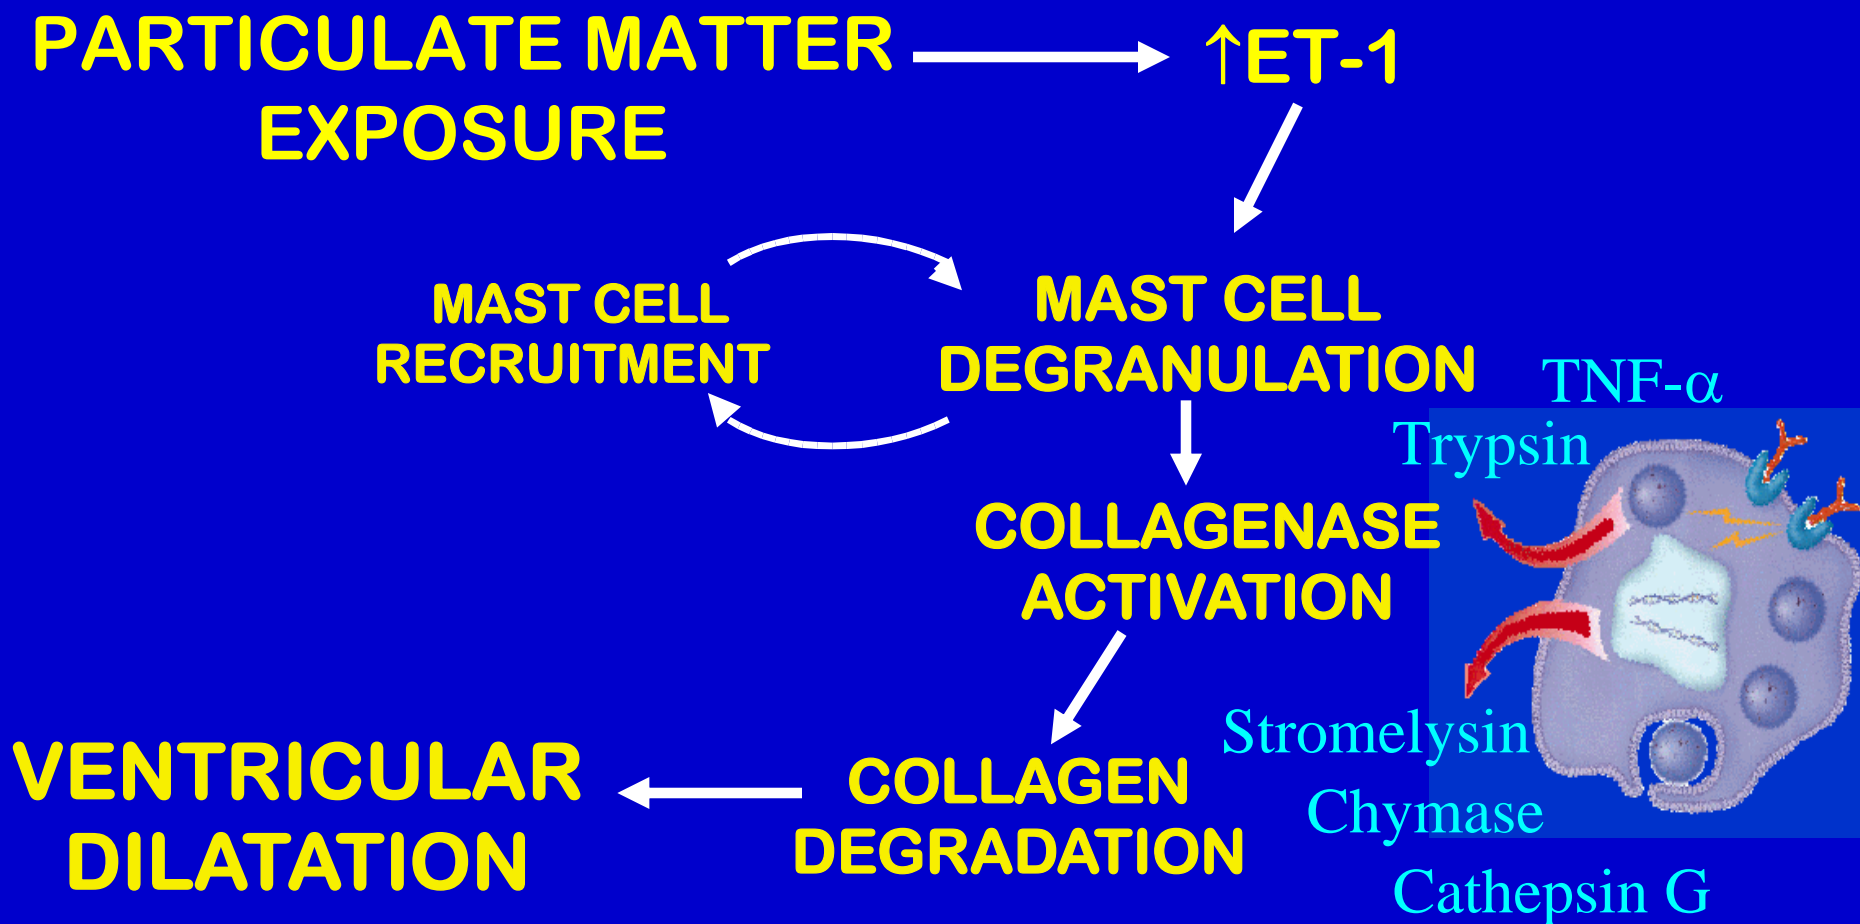 PARTICULATE MATTER
EXPOSURE
↑ET-1
MAST CELL
RECRUITMENT
MAST CELL
DEGRANULATION
TNF-α
Trypsin
COLLAGENASE
ACTIVATION
Stromelysin
Chymase
Cathepsin G
COLLAGEN
DEGRADATION
VENTRICULAR
DILATATION